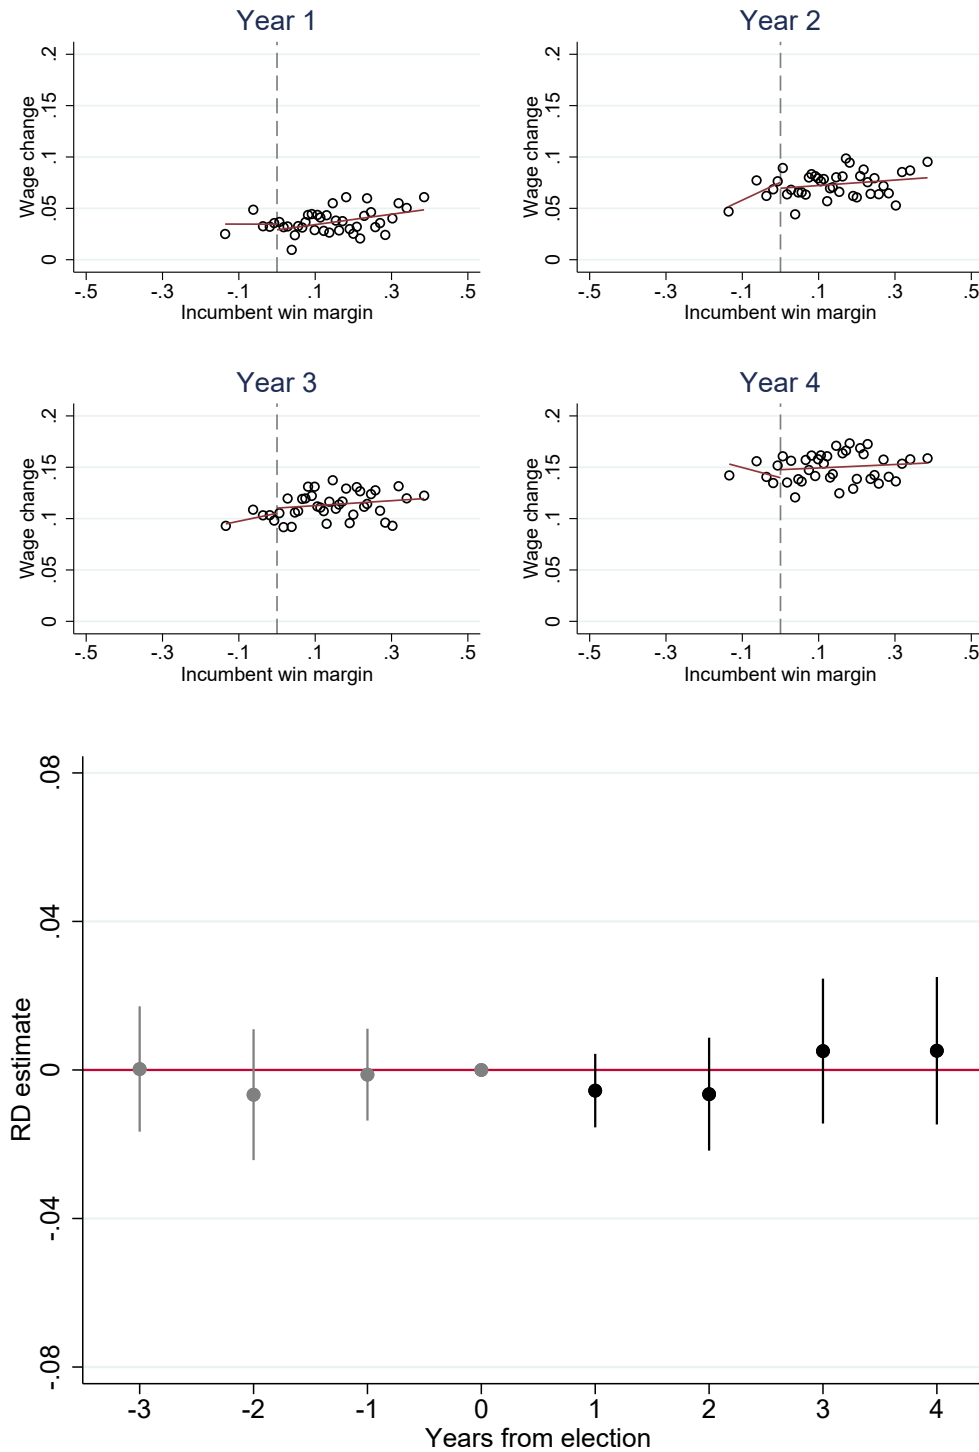 Year 1
Year 2
.2
.15
.1
.05
0
Wage change
-.5 -.3 -.1 .1 .3 .5
Incumbent win margin
.2
.15
.1
.05
0
Wage change
-.5 -.3 -.1 .1 .3 .5
Incumbent win margin
Year 3
Year 4
.2
.15
.1
.05
0
Wage change
-.5 -.3 -.1 .1 .3 .5
Incumbent win margin
.2
.15
.1
.05
0
Wage change
-.5 -.3 -.1 .1 .3 .5
Incumbent win margin
.08
.04
0
-.04
-.08
RD estimate
-3 -2 -1 0 1 2 3 4
Years from election